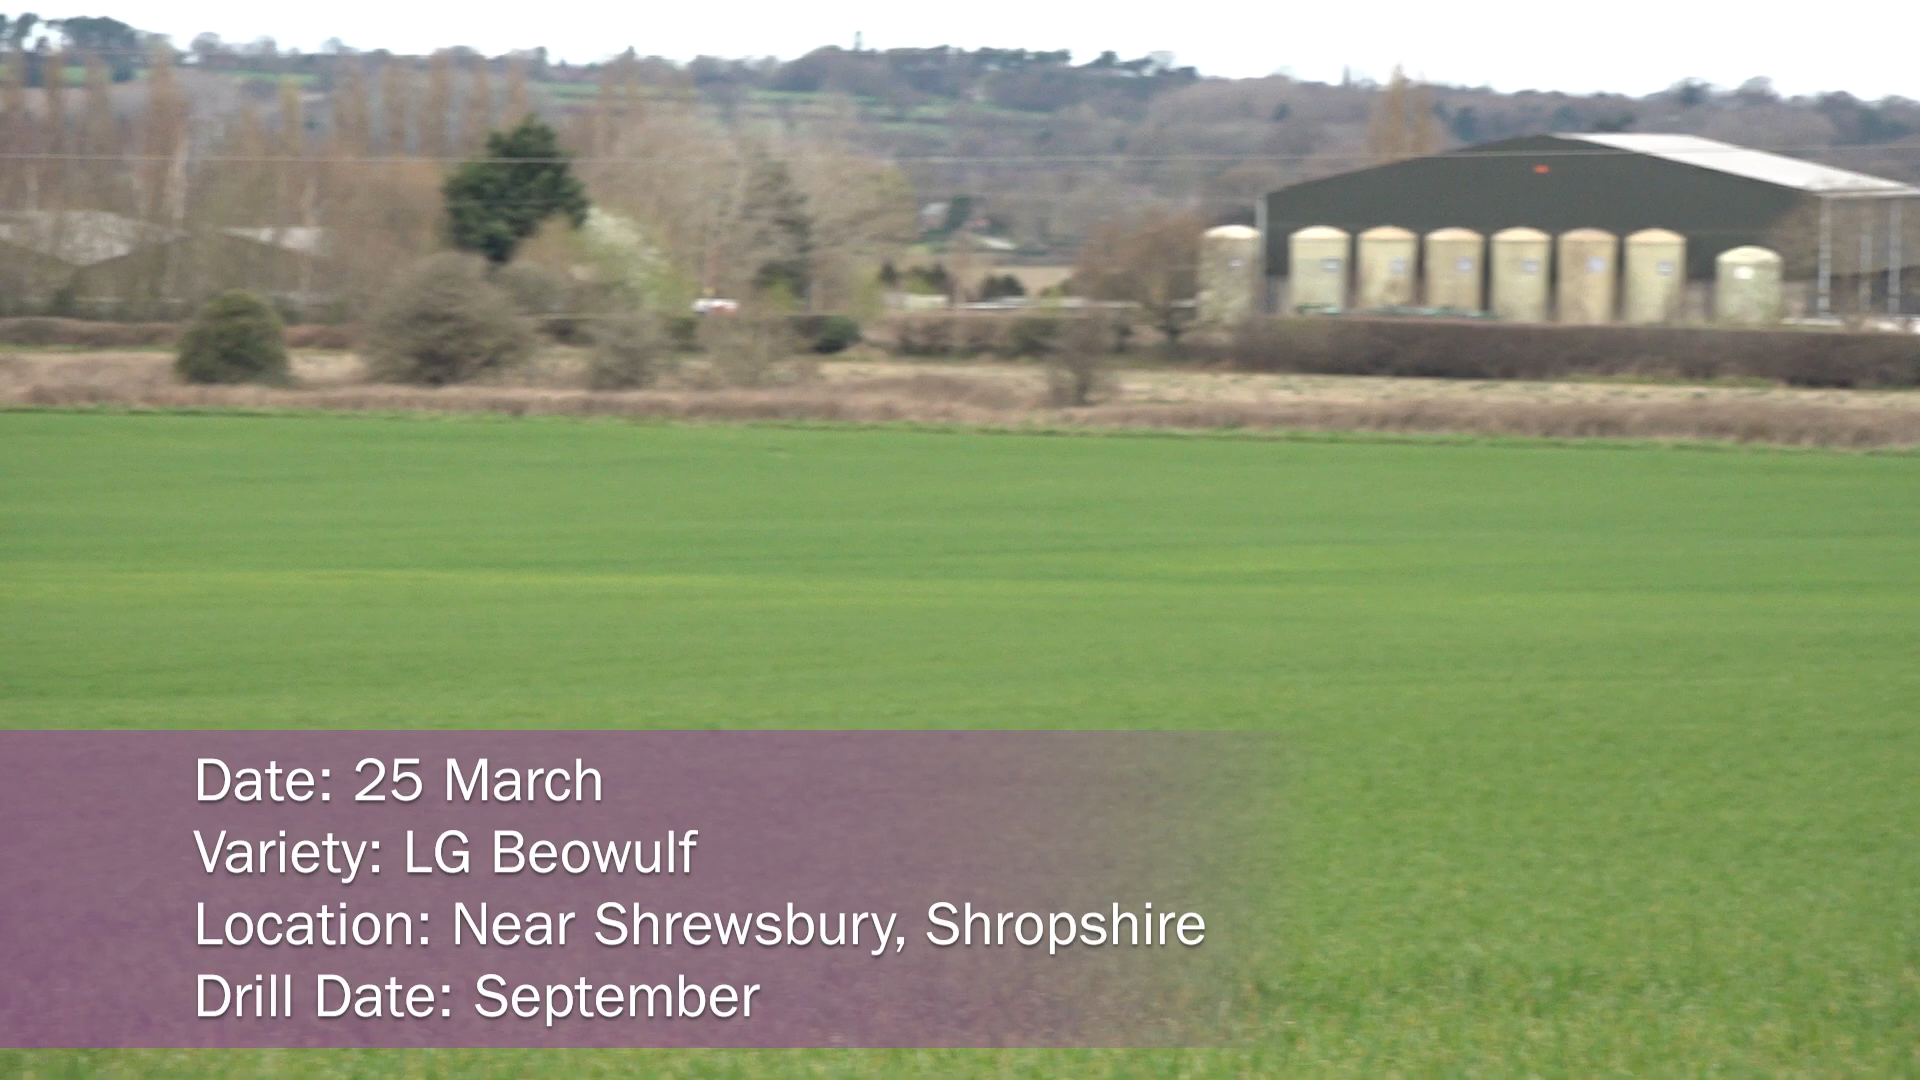 Date: 25 March
Variety: LG Beowulf
Location: Near Shrewsbury, Shropshire
Drill Date: September